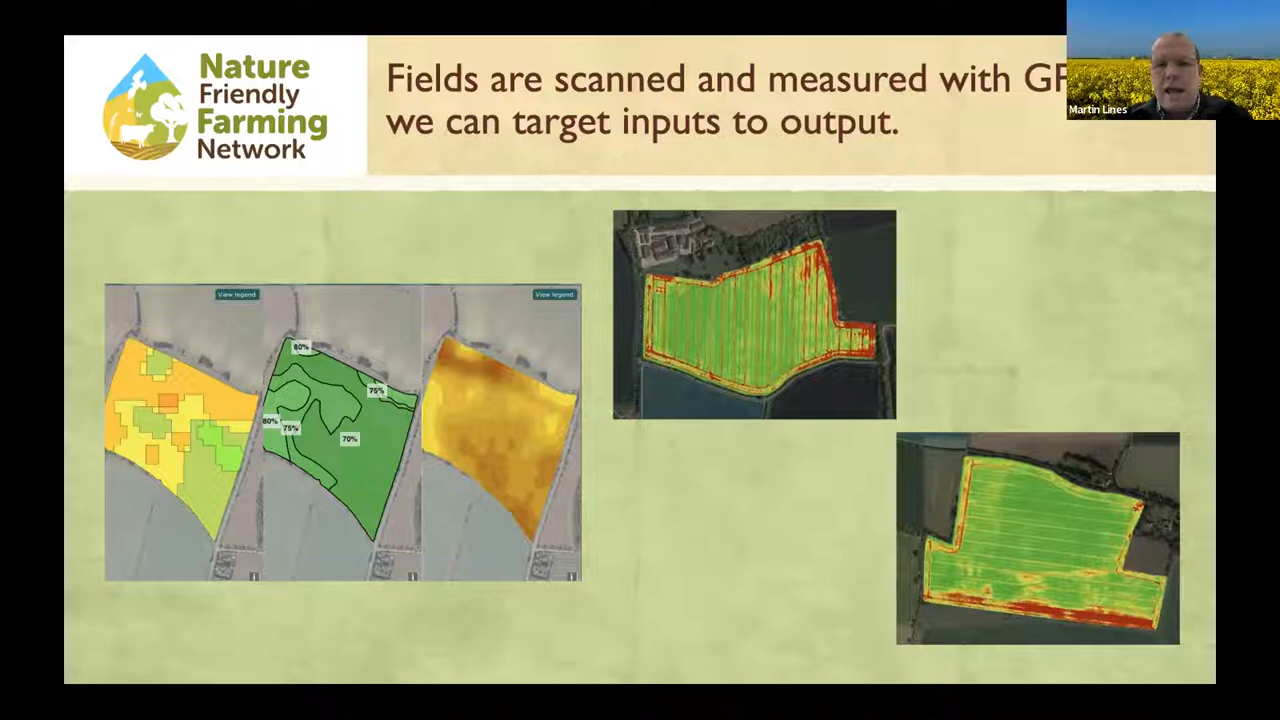 Nature
Friendly
Farming
Network
Fields are scanned and measured with
we can target inputs to output.
Martin Lines
View legend
View legend
80%
75%
80%
75%
70%
i
i
i